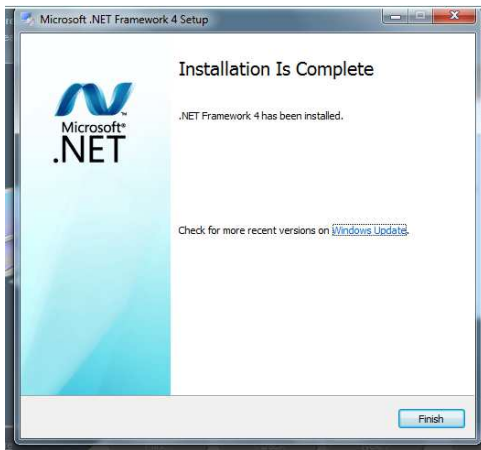 Microsoft .NET Framework 4 Setup
Installation Is Complete
Microsoft®
.NET
.NET Framework 4 has been installed.
Check for more recent versions on Windows Update.
Finish